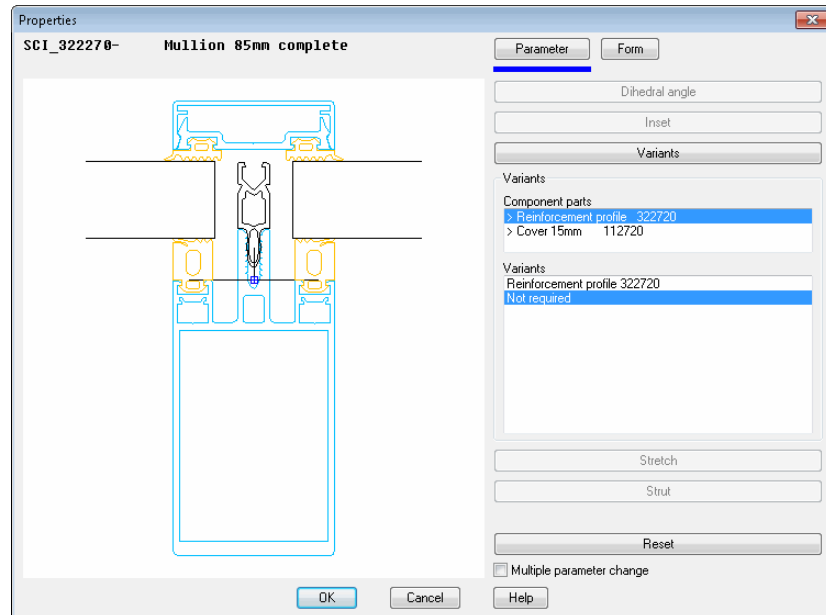 Properties
SCI_322270- Mullion 85mm complete
Parameter Form
Dihedral angle
Inset
Variants
Variants
Component parts
> Reinforcement profile 322720
> Cover 15mm 112720
Variants
Reinforcement profile 322720
Not required
Stretch
Strut
Reset
Multiple parameter change
OK Cancel Help